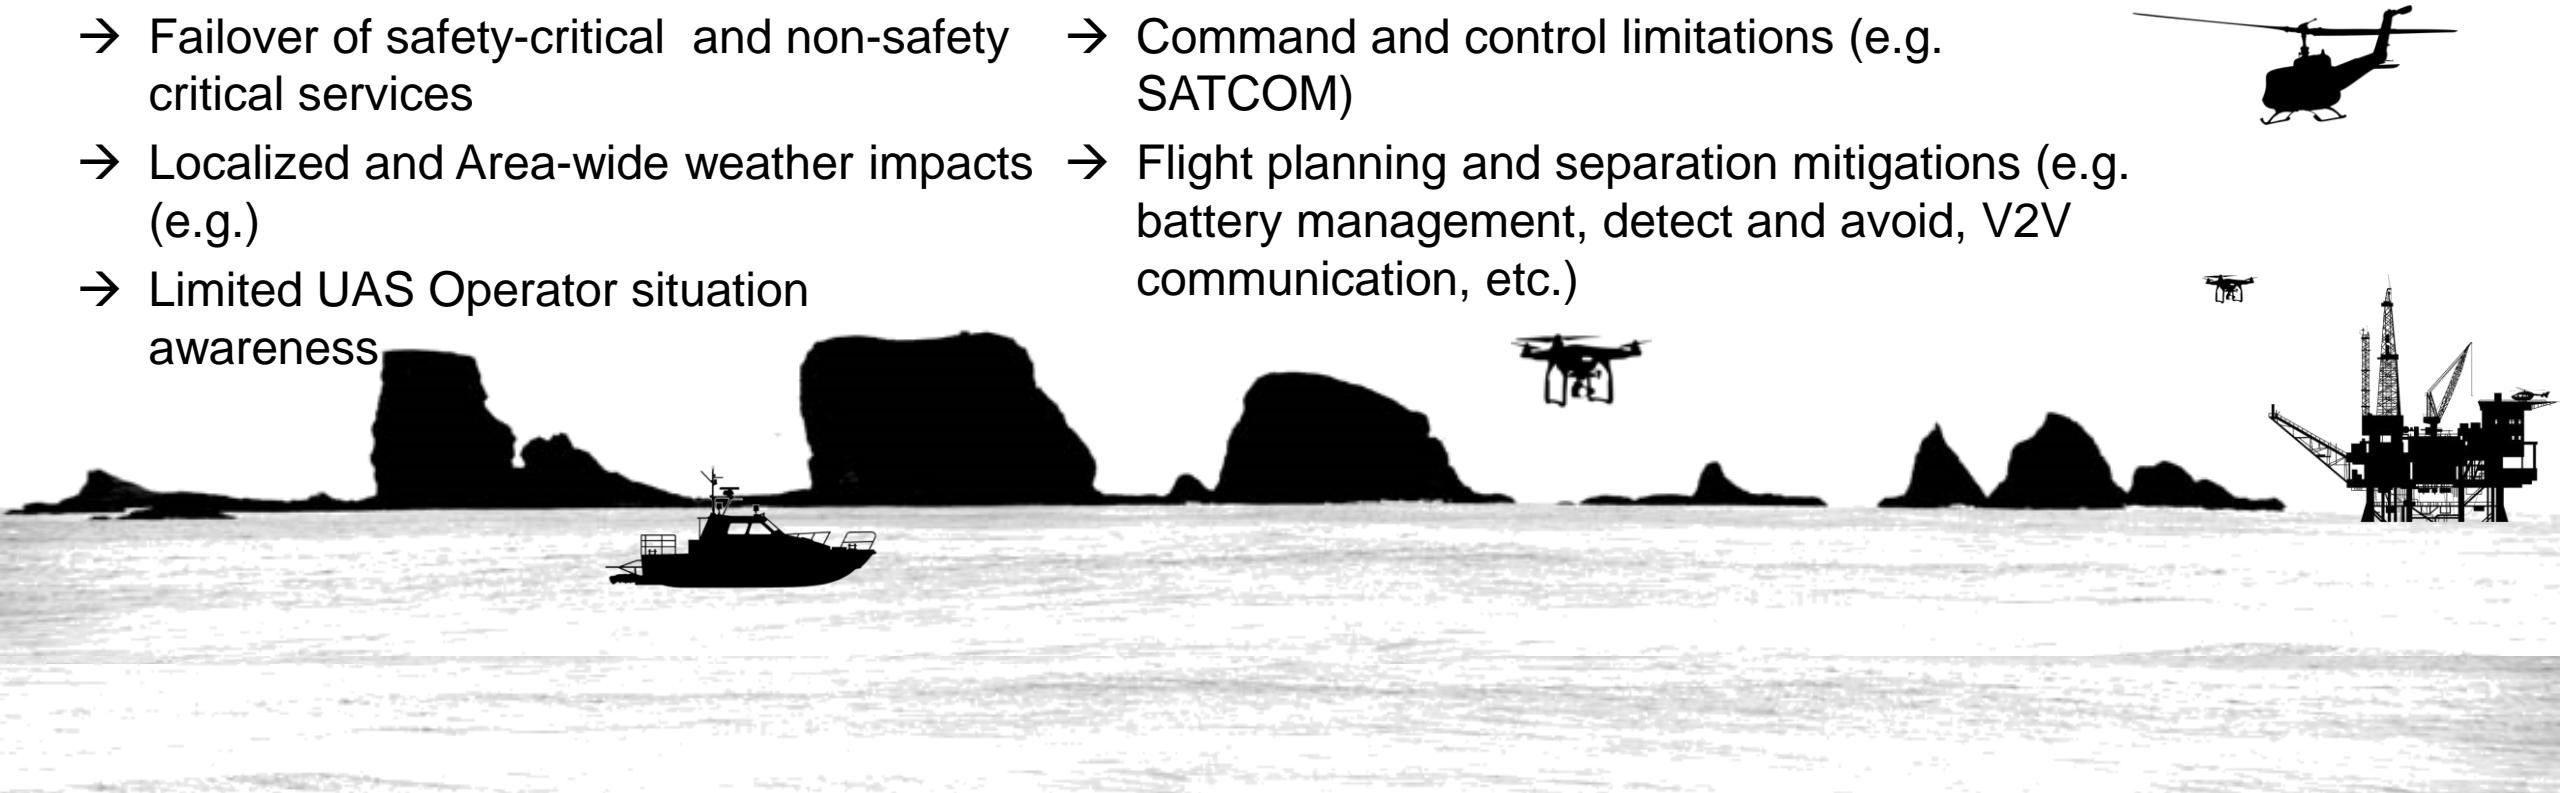 → Failover of safety-critical  and non-safety
critical services
→ Localized and Area-wide weather impacts
(e.g.)
→ Limited UAS Operator situation
awareness
→ Command and control limitations (e.g.
SATCOM)
→ Flight planning and separation mitigations (e.g.
battery management, detect and avoid, V2V
communication, etc.)